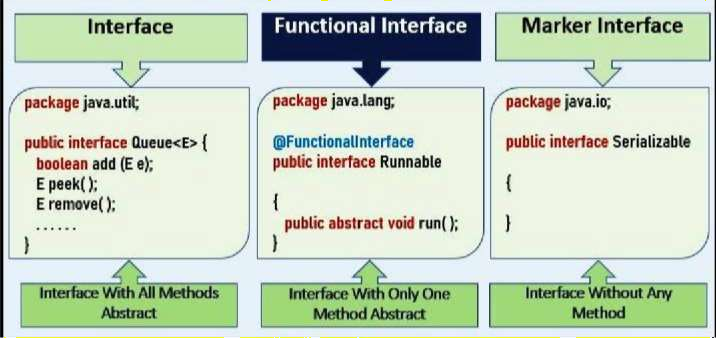 Interface
package java.util;
public interface Queue<E> {
boolean add (E e);
E peek( );
E remove( );
. . . . . .
}
Interface With All Methods
Abstract
Functional Interface
package java.lang;
@FunctionalInterface
public interface Runnable
{
public abstract void run( );
}
Interface With Only One
Method Abstract
Marker Interface
package java.io;
public interface Serializable
{
}
Interface Without Any
Method